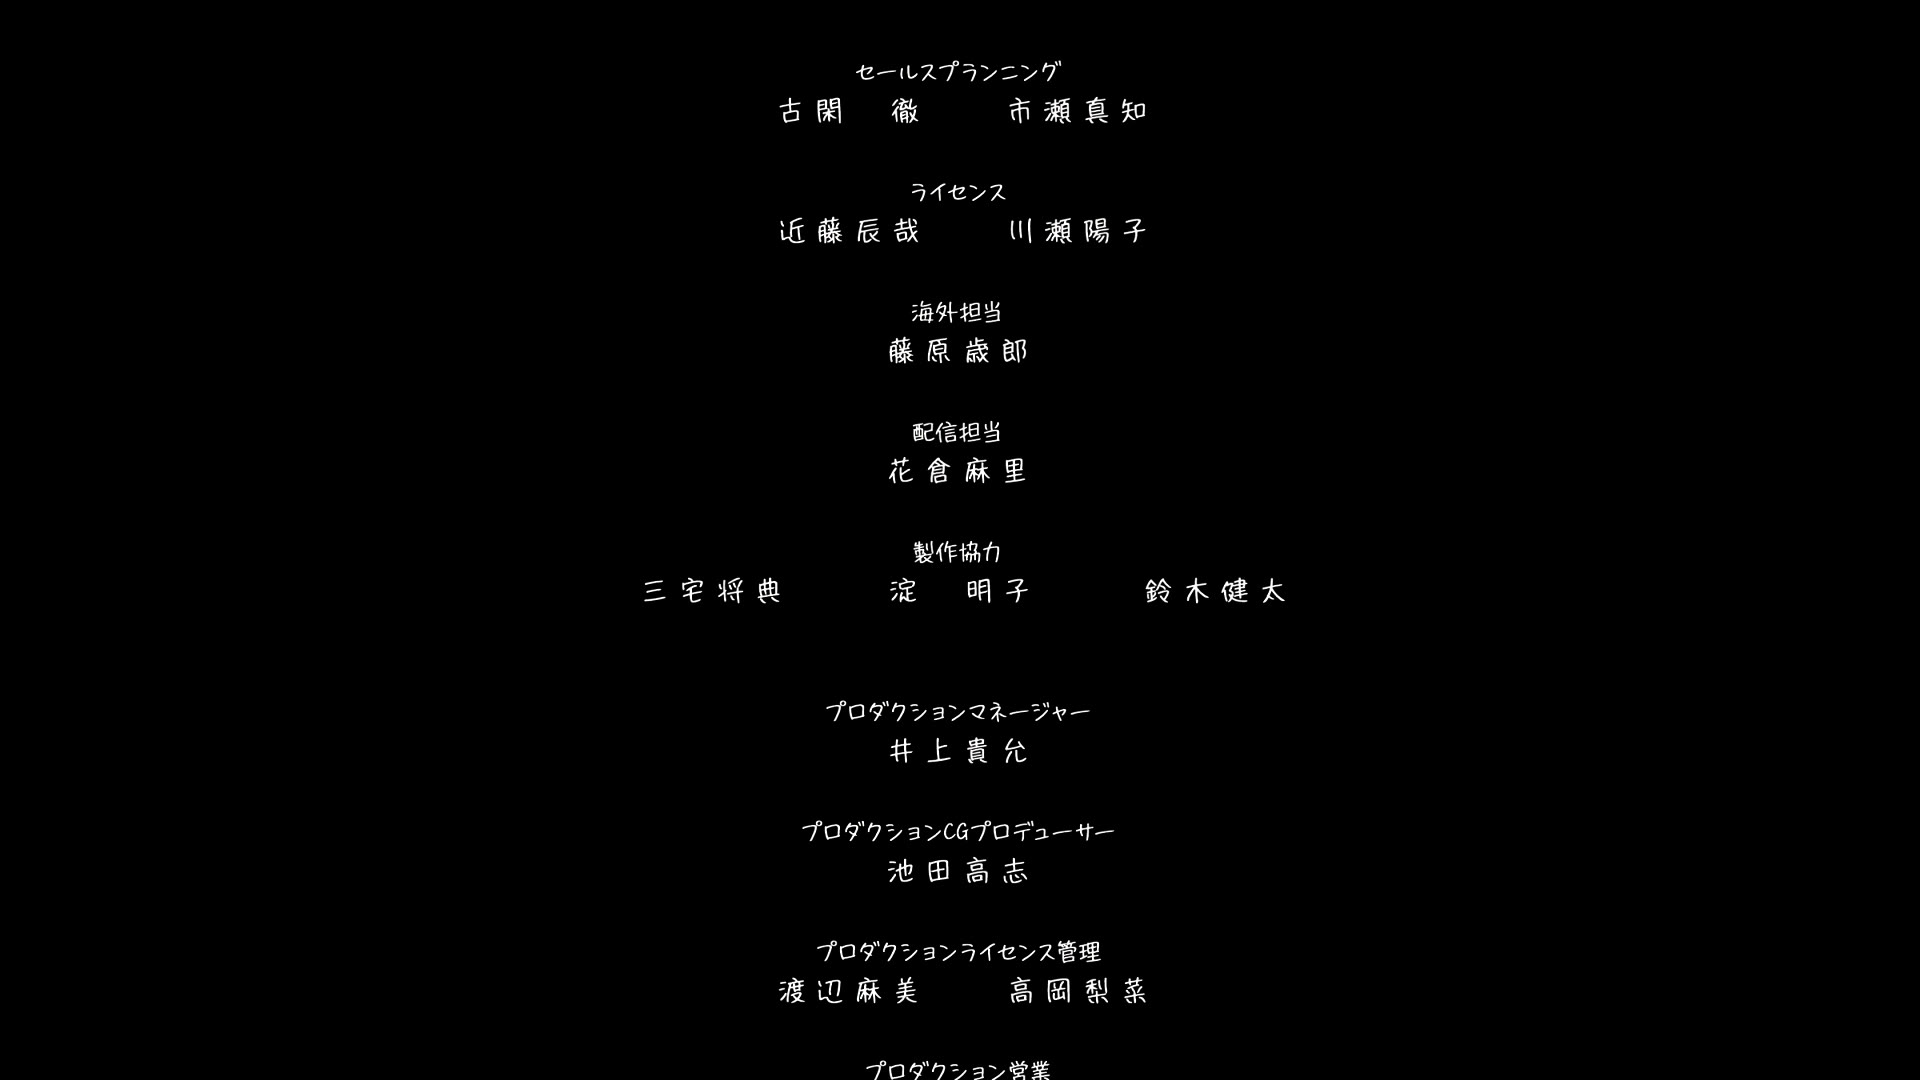 セールスプランニング
古閑　徹　　市瀬真知
ライセンス
近藤辰哉　　川瀬陽子
海外担当
藤原歳郎
配信担当
花倉麻里
製作協力
三宅将典　　淀　明子　　鈴木健太
プロダクションマネージャー
井上貴允
プロダクションCGプロデューサー
池田高志
プロダクションライセンス管理
渡辺麻美　　高岡梨菜
プロダクション営業